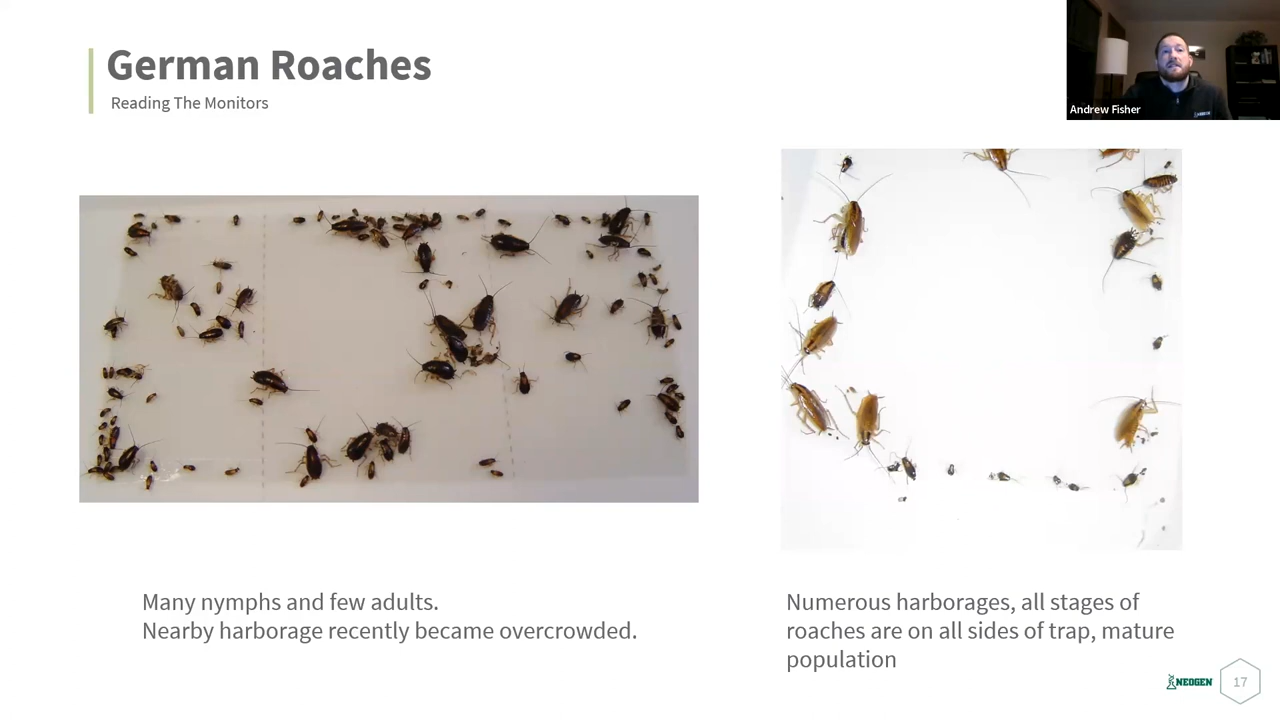 German Roaches
Reading The Monitors
Andrew Fisher
NEOGEN
Many nymphs and few adults.
Nearby harborage recently became overcrowded.
Numerous harborages, all stages of
roaches are on all sides of trap, mature
population
NEOGEN
17